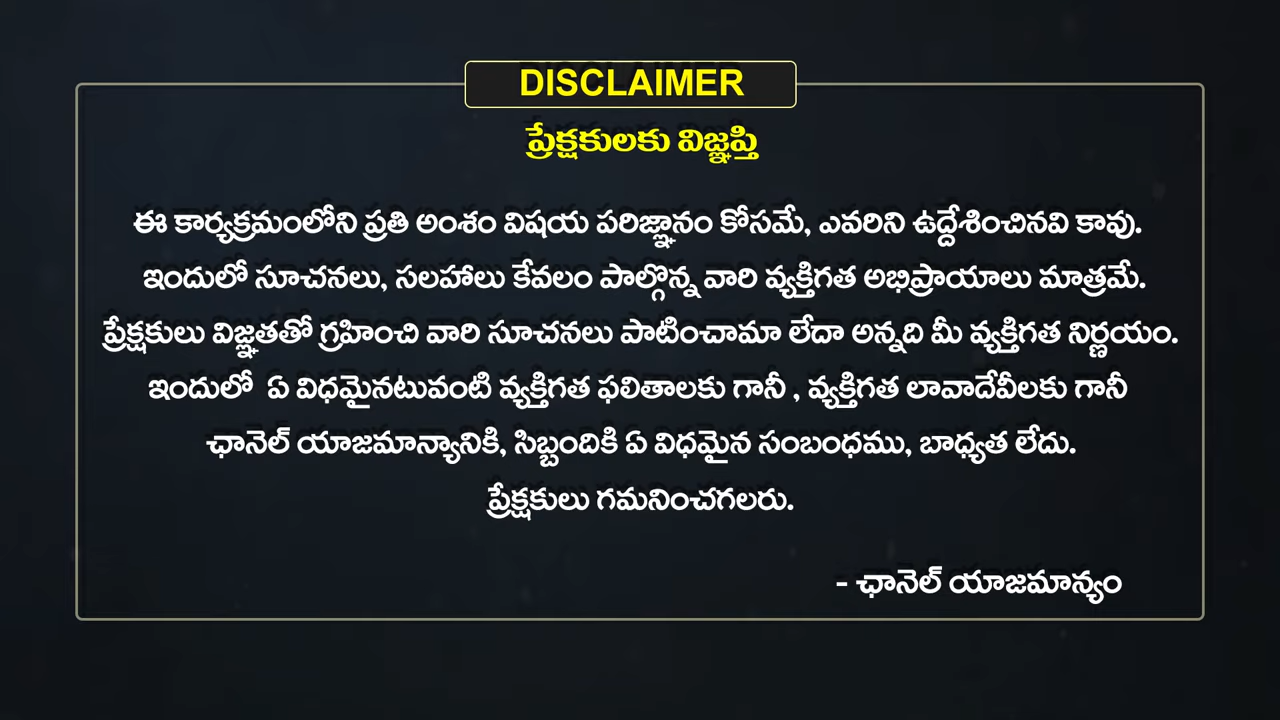 DISCLAIMER
ప్రేక్షకులకు విజ్ఞప్తి
ఈ కార్యక్రమంలోని ప్రతి అంశం విషయ పరిజ్ఞానం కోసమే, ఎవరిని ఉద్దేశించినవి కావు.
ఇందులో సూచనలు, సలహాలు కేవలం పాల్గొన్న వారి వ్యక్తిగత అభిప్రాయాలు మాత్రమే.
ప్రేక్షకులు విజ్ఞతతో గ్రహించి వారి సూచనలు పాటించామా లేదా అన్నది మీ వ్యక్తిగత నిర్ణయం.
ఇందులో ఏ విధమైనటువంటి వ్యక్తిగత ఫలితాలకు గానీ , వ్యక్తిగత లావాదేవీలకు గానీ
ఛానెల్ యాజమాన్యానికి, సిబ్బందికి ఏ విధమైన సంబంధము, బాధ్యత లేదు.
ప్రేక్షకులు గమనించగలరు.
- ఛానెల్ యాజమాన్యం